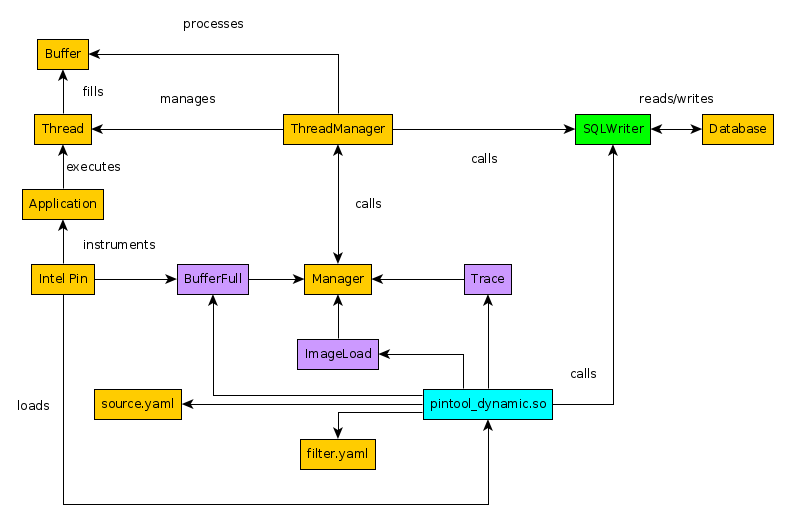 processes
Buffer
fills
manages
reads/writes
Thread
ThreadManager
SQLWriter
Database
calls
executes
Application
calls
instruments
Intel Pin
BufferFull
Manager
Trace
ImageLoad
calls
source.yaml
pintool_dynamic.so
loads
filter.yaml